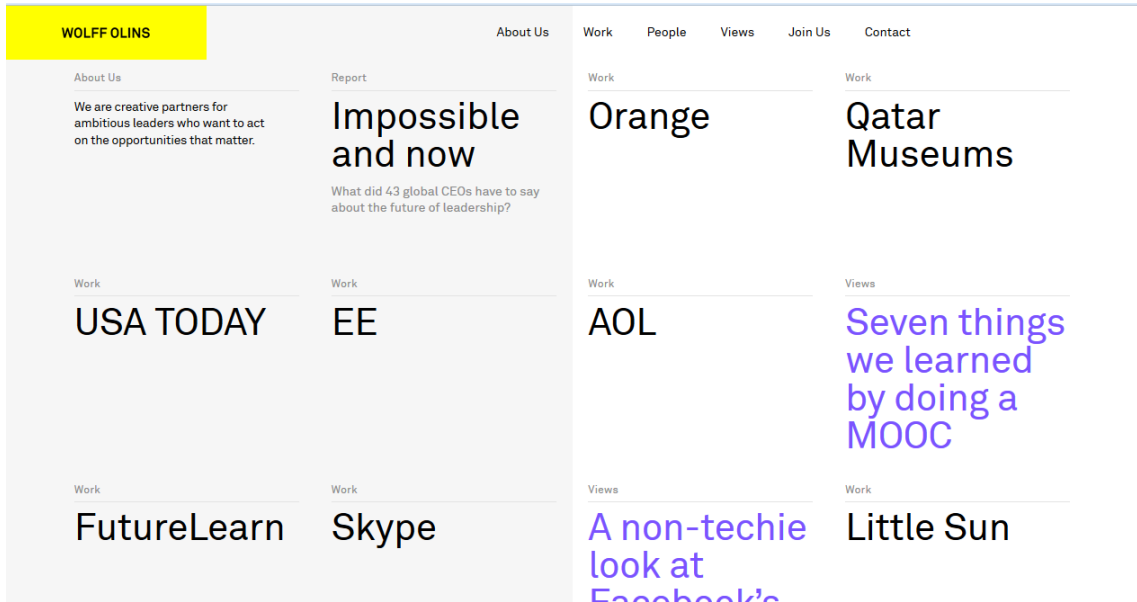 WOLFF OLINS
About Us
Work
People
Views
Join Us
Contact
About Us
We are creative partners for
ambitious leaders who want to act
on the opportunities that matter.
Report
Impossible
and now
What did 43 global CEOs have to say
about the future of leadership?
Work
Orange
Work
Qatar
Museums
Work
USA TODAY
Work
EE
Work
AOL
Views
Seven things
we learned
by doing a
MOOC
Work
FutureLearn
Work
Skype
Views
A non-techie
look at
Facebook's
Work
Little Sun